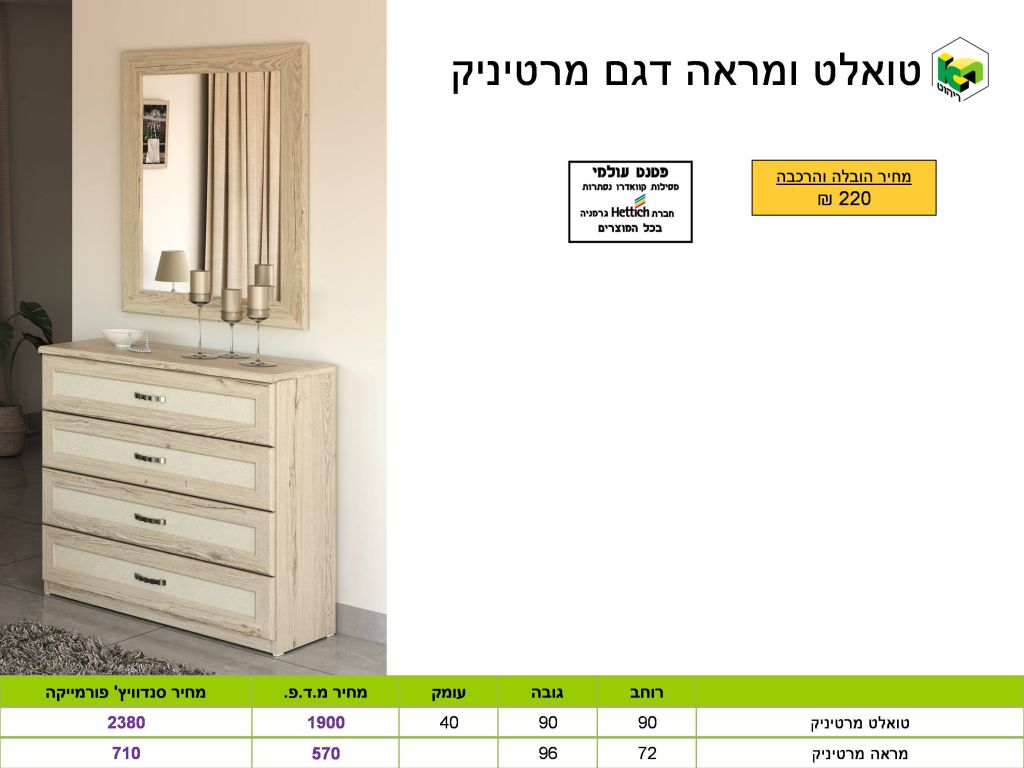 טואלט ומראה דגם מרטיניק
ריהוט
מחיר הובלה והרכבה
220 ₪
פטנט עולמי
מסילות קוואדרו נסתרות
חברת Hettich גרמניה
בכל המוצרים
רוחב גובה עומק מחיר מ.ד.פ. מחיר סנדוויץ' פורמייקה
טואלט מרטיניק 90 90 40 1900 2380
מראה מרטיניק 72 96 570 710